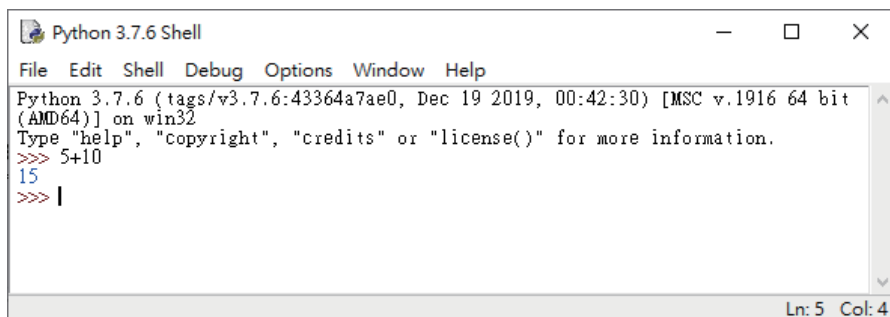 Python 3.7.6 Shell
File Edit Shell Debug Options Window Help
Python 3.7.6 (tags/v3.7.6:43364a7ae0, Dec 19 2019, 00:42:30) [MSC v.1916 64 bit
(AMD64)] on win32
Type "help", "copyright", "credits" or "license()" for more information.
>>> 5+10
15
>>>
Ln: 5 Col: 4